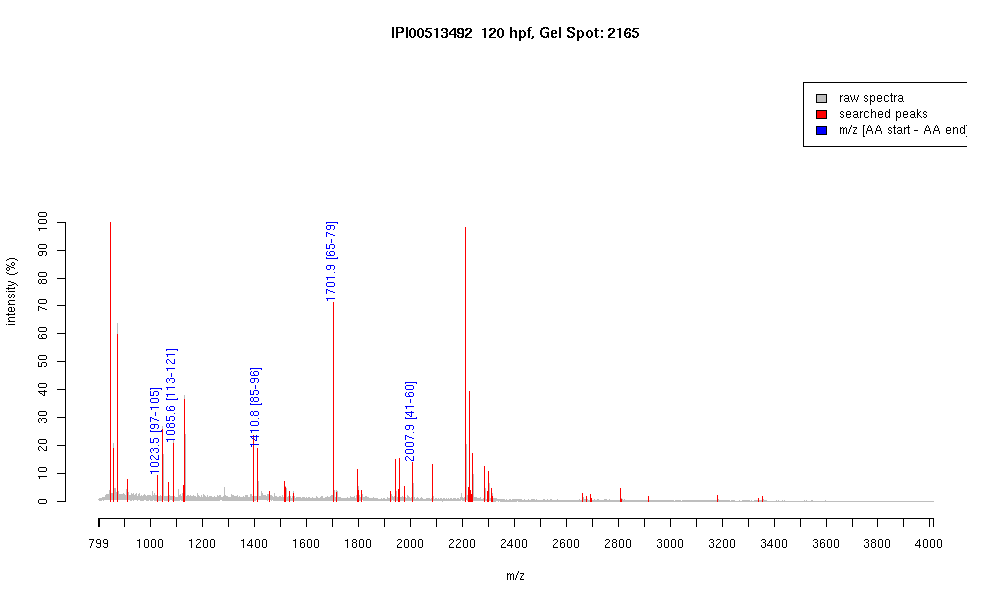 IPI00513492 120 hpf, Gel Spot: 2165
raw spectra
searched peaks
m/z [AA start - AA end]
intensity (%)
100
90
80
70
60
50
40
30
20
10
0
1023.5 [97-105]
1085.6 [113-121]
1410.8 [85-96]
1701.9 [65-79]
2007.9 [41-60]
799 1000 1200 1400 1600 1800 2000 2200 2400 2600 2800 3000 3200 3400 3600 3800 4000
m/z